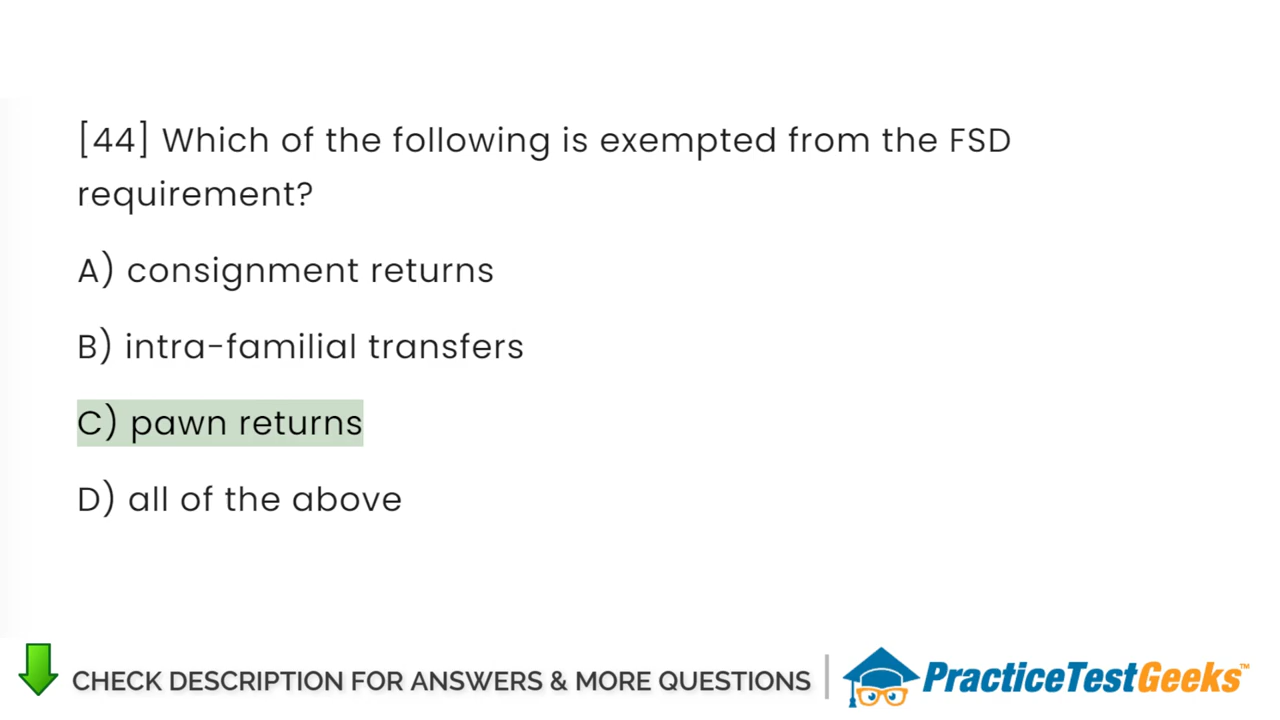 [44] Which of the following is exempted from the FSD
requirement?
A) consignment returns
B) intra-familial transfers
C) pawn returns
D) all of the above
CHECK DESCRIPTION FOR ANSWERS & MORE QUESTIONS
PracticeTestGeeks™